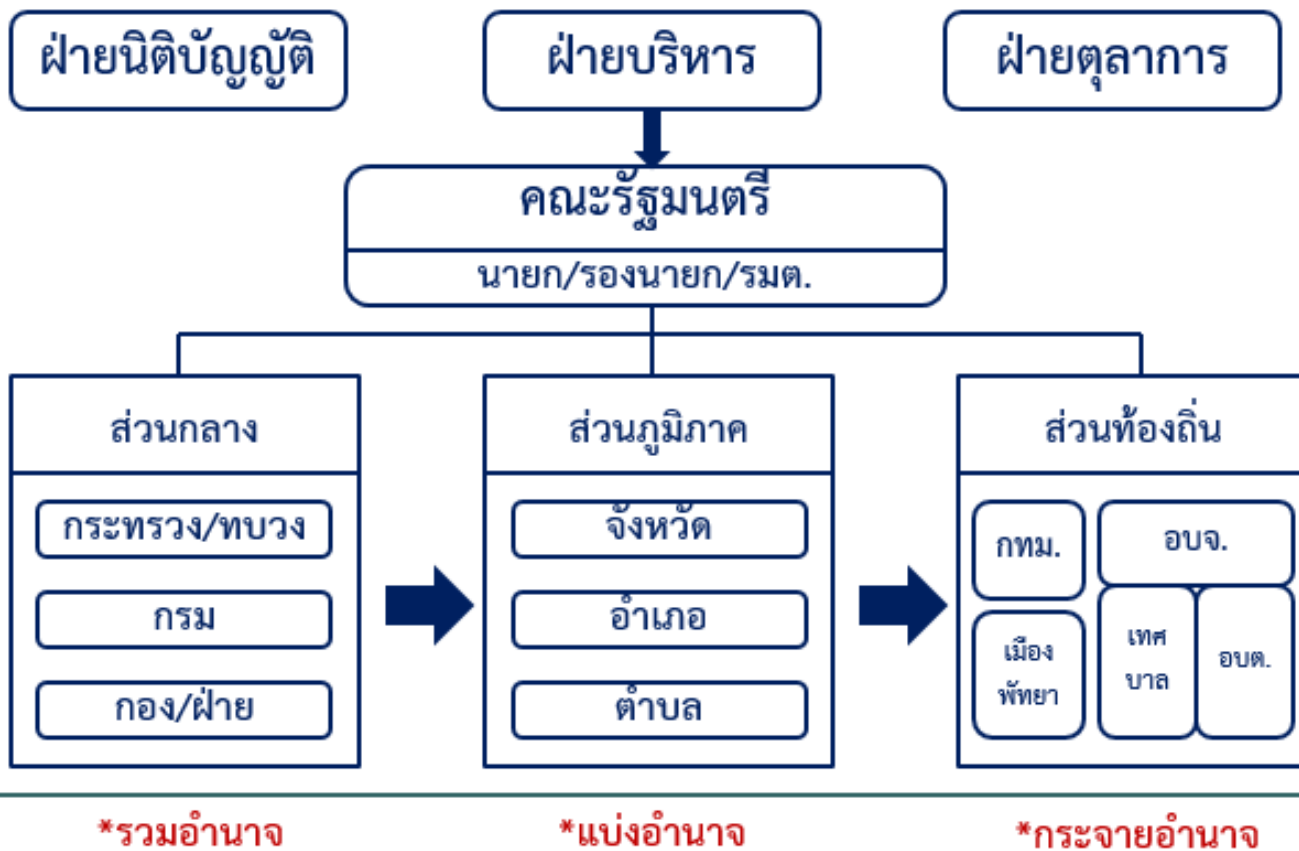 ฝ่ายนิติบัญญัติ
ฝ่ายบริหาร
ฝ่ายตุลาการ
คณะรัฐมนตรี
นายก/รองนายก/รมต.
ส่วนกลาง
กระทรวง/ทบวง
กรม
กอง/ฝ่าย
ส่วนภูมิภาค
จังหวัด
อำเภอ
ตำบล
ส่วนท้องถิ่น
กทม.
อบจ.
เมือง
พัทยา
เทศ
บาล
อบต.
*รวมอำนาจ
*แบ่งอำนาจ
*กระจายอำนาจ